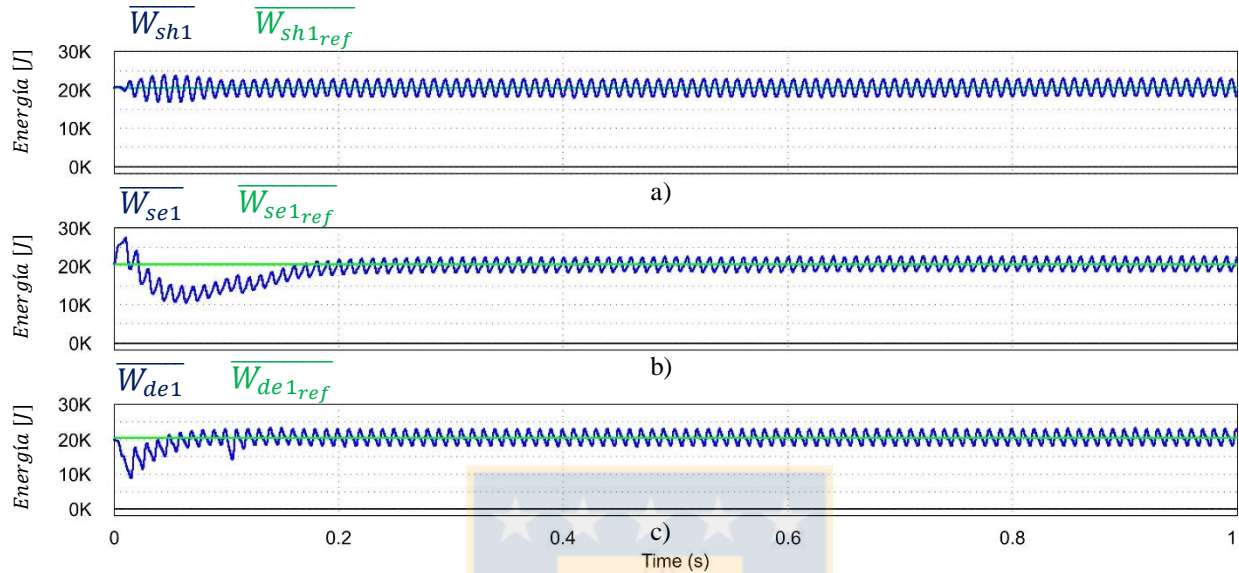 W_sh1 W_sh1_ref
Energía [J]
30K
20K
10K
0K
a)
W_se1 W_se1_ref
Energía [J]
30K
20K
10K
0K
b)
W_de1 W_de1_ref
Energía [J]
30K
20K
10K
0K
c)
0 0.2 0.4 0.6 0.8 1
Time (s)